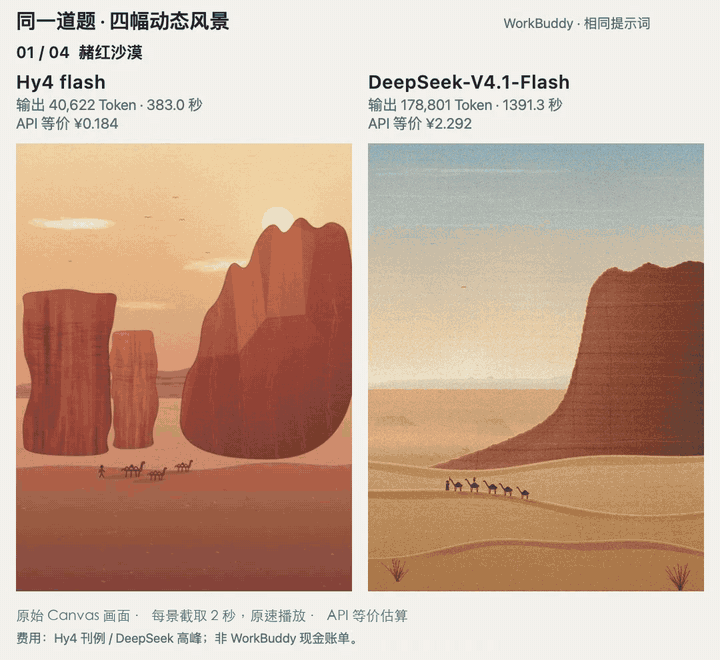 同一道题 · 四幅动态风景
WorkBuddy · 相同提示词
01 / 04 赭红沙漠
Hy4 flash
输出 40,622 Token · 383.0 秒
API 等价 ¥0.184
DeepSeek-V4.1-Flash
输出 178,801 Token · 1391.3 秒
API 等价 ¥2.292
原始 Canvas 画面 · 每景截取 2 秒，原速播放 · API 等价估算
费用：Hy4 刊例 / DeepSeek 高峰；非 WorkBuddy 现金账单。